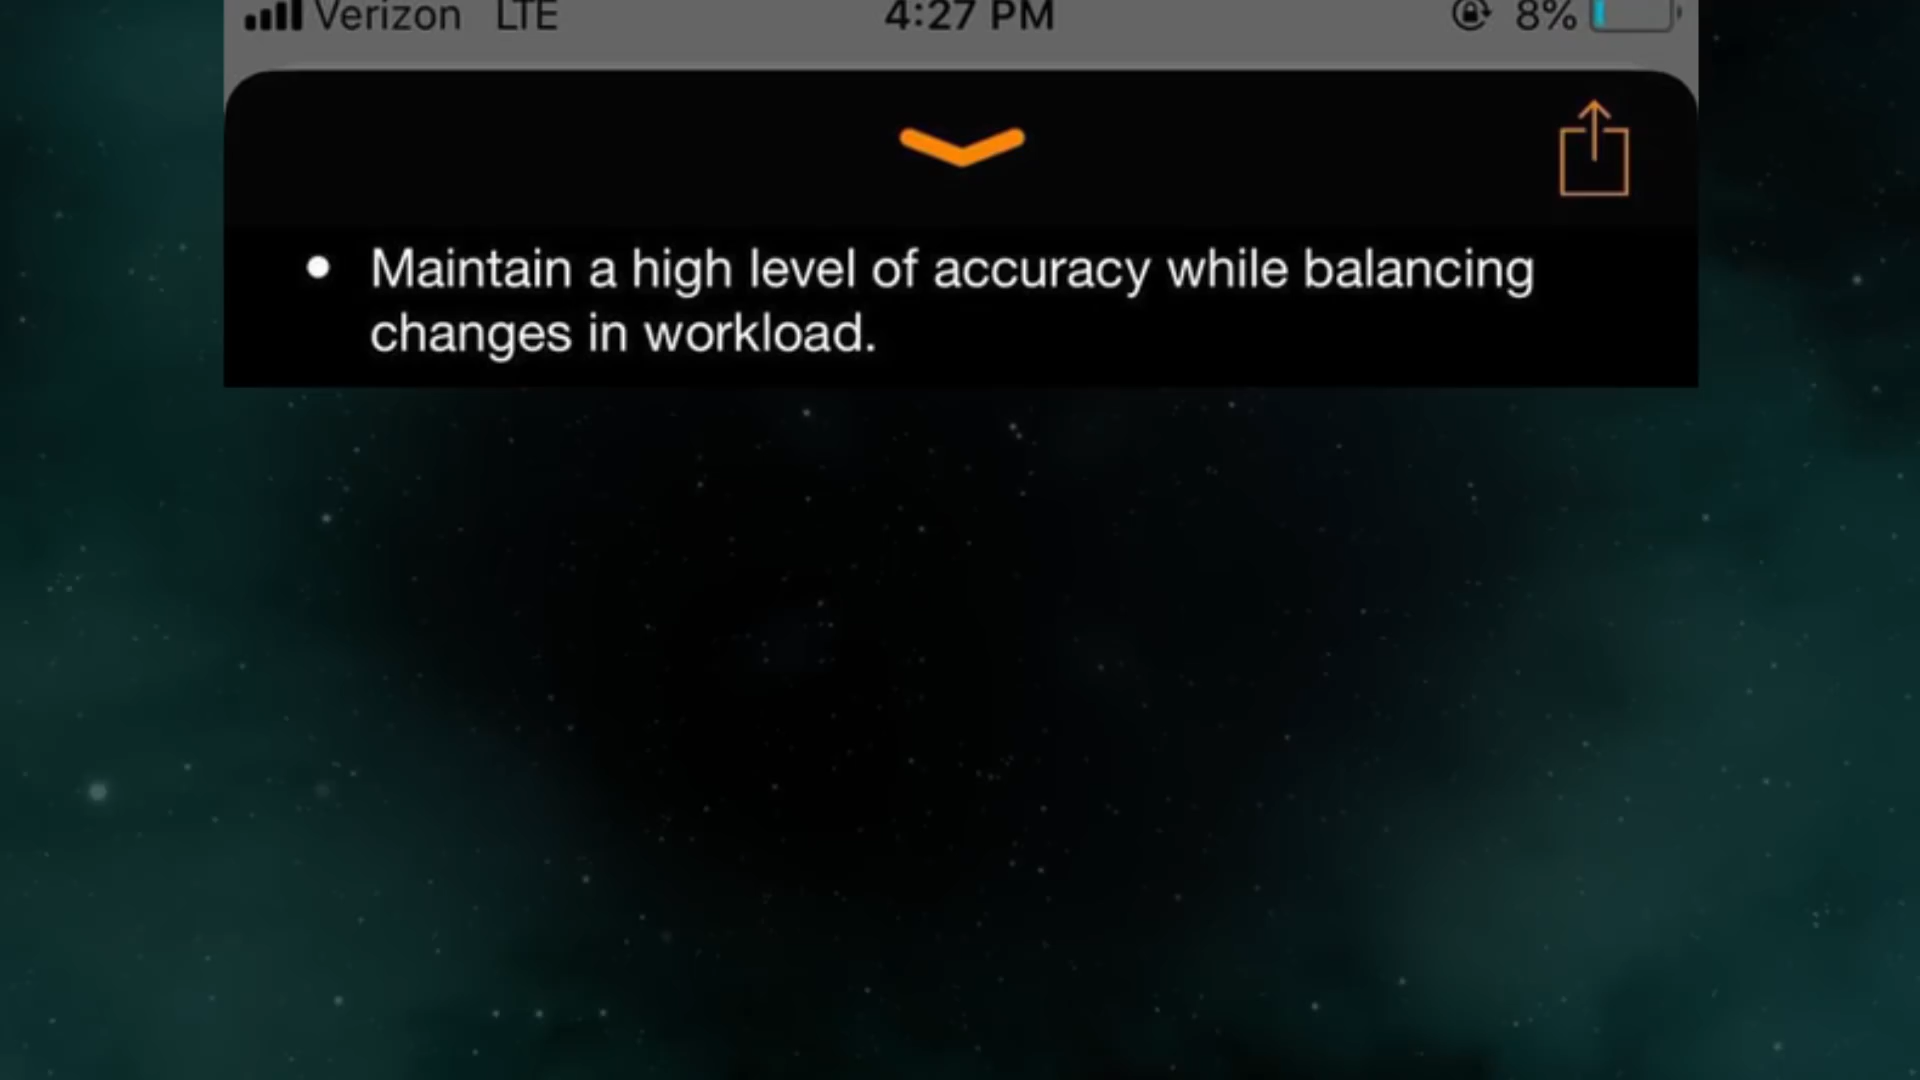 Verizon LTE 4:27 PM 8%
• Maintain a high level of accuracy while balancing
changes in workload.